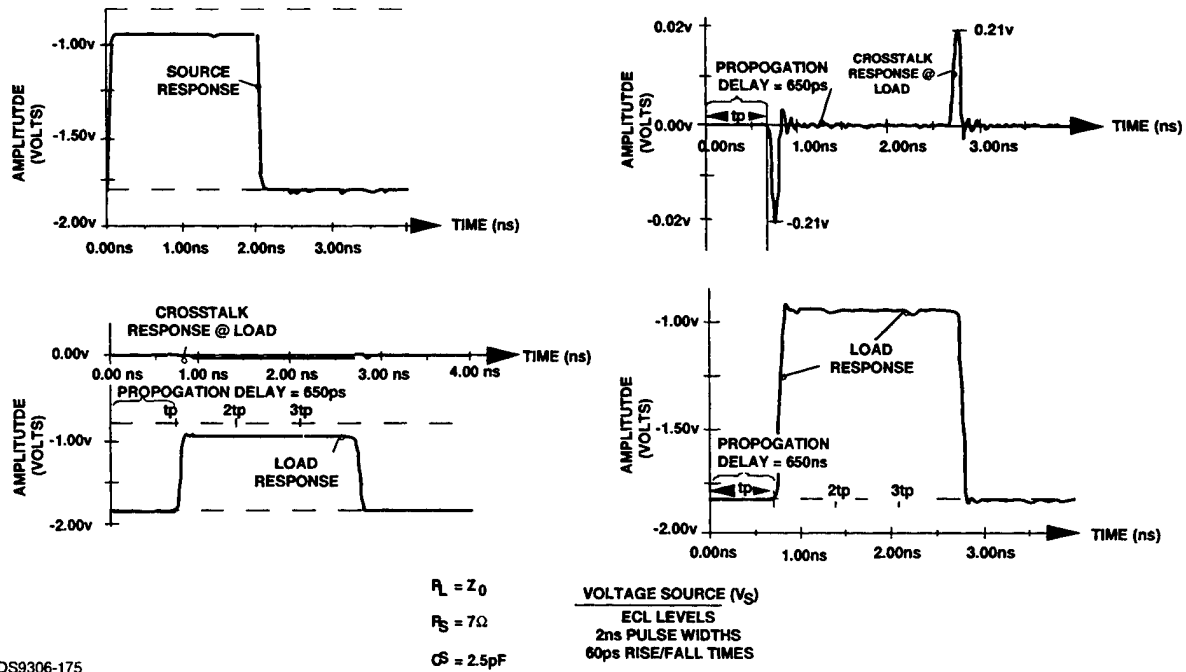 -1.00v
-1.50v
-2.00v
AMPLITUTDE
(VOLTS)
SOURCE
RESPONSE
TIME (ns)
0.00ns 1.00ns 2.00ns 3.00ns
0.02v
0.00v
-0.02v
AMPLITUTDE
(VOLTS)
PROPOGATION
DELAY = 650ps
tp
CROSSTALK
RESPONSE @
LOAD
0.21v
-0.21v
TIME (ns)
0.00ns 1.00ns 2.00ns 3.00ns
CROSSTALK
RESPONSE @ LOAD
0.00v
TIME (ns)
0.00 ns 1.00 ns 2.00 ns 3.00 ns 4.00 ns
PROPOGATION DELAY = 650ps
tp 2tp 3tp
-1.00v
-2.00v
AMPLITUTDE
(VOLTS)
LOAD
RESPONSE
-1.00v
-1.50v
-2.00v
AMPLITUTDE
(VOLTS)
LOAD
RESPONSE
PROPOGATION
DELAY = 650ns
tp 2tp 3tp
TIME (ns)
0.00ns 1.00ns 2.00ns 3.00ns
RL = Z0
RS = 7Ω
CS = 2.5pF
VOLTAGE SOURCE (VS)
ECL LEVELS
2ns PULSE WIDTHS
60ps RISE/FALL TIMES
DS9306-175